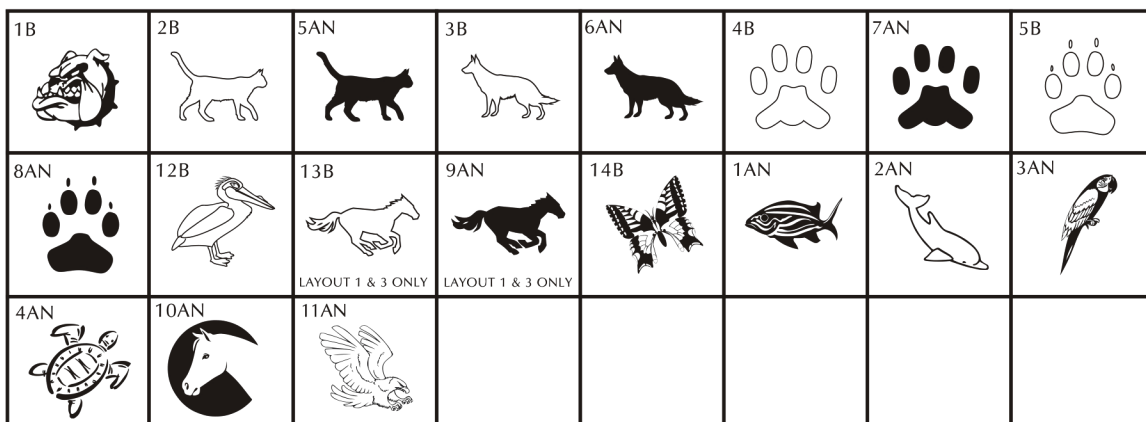 1B
2B
5AN
3B
6AN
4B
7AN
5B
8AN
12B
13B
9AN
14B
1AN
2AN
3AN
LAYOUT 1 & 3 ONLY
LAYOUT 1 & 3 ONLY
4AN
10AN
11AN